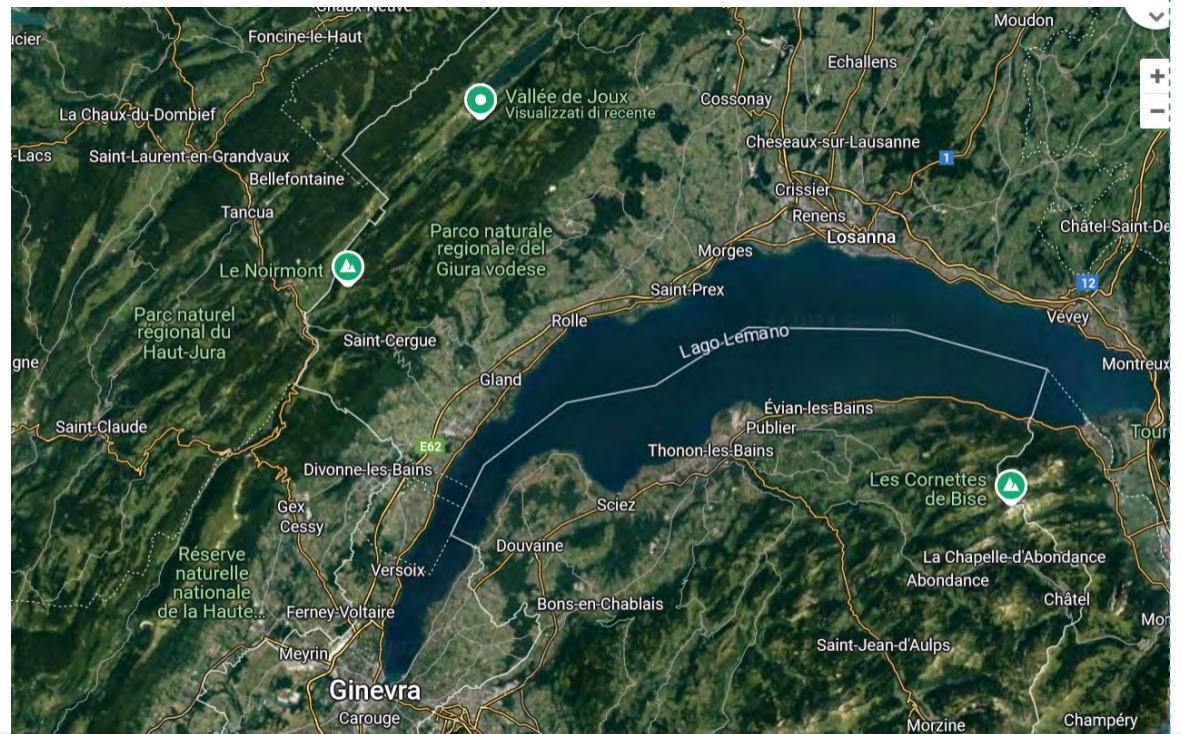 Chaux-Neuve
Moudon
Foncine-le-Haut
Echallens
Vallée de Joux
Visualizzati di recente
Cossonay
La Chaux-du-Dombief
Cheseaux-sur-Lausanne
-Lacs
Saint-Laurent-en-Grandvaux
1
Bellefontaine
Crissier
Tancua
Renens
Losanna
Châtel-Saint-De
Parco naturale
regionale del
Giura vodese
Morges
Le Noirmont
12
Saint-Prex
Parc naturel
régional du
Haut-Jura
Rolle
Vevey
Saint-Cergue
Lago Lemano
gne
Montreux
Gland
Évian-les-Bains
Saint-Claude
Publier
Tour
E62
Thonon-les-Bains
Divonne-les-Bains
Les Cornettes
de Bise
Gex
Sciez
Cessy
Douvaine
Réserve
naturelle
nationale
de la Haute...
La Chapelle-d'Abondance
Versoix
Abondance
Bons-en-Chablais
Châtel
Ferney-Voltaire
Mon
Saint-Jean-d'Aulps
Meyrin
Ginevra
Carouge
Morzine
Champéry